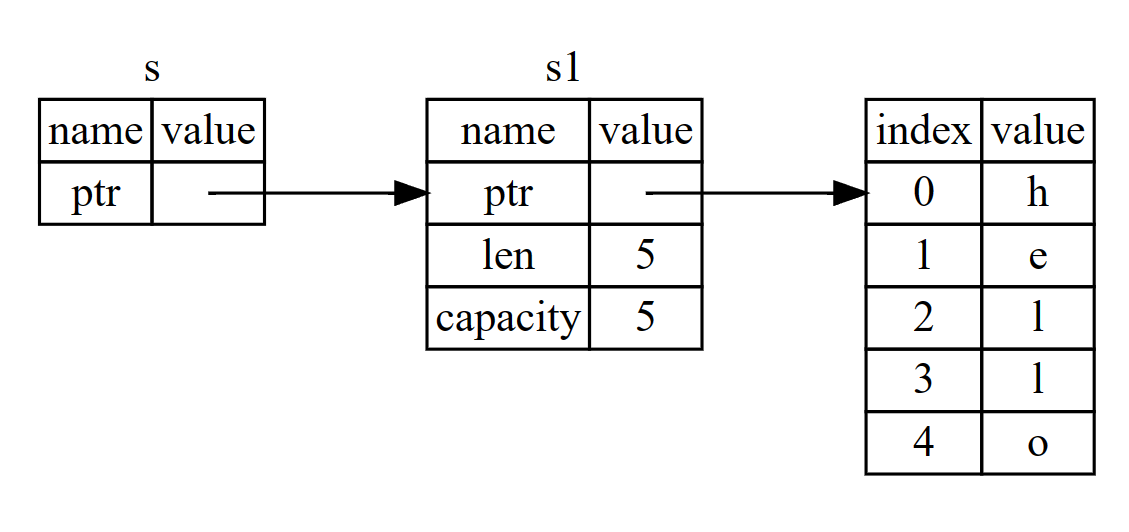 s
name value
ptr
s1
name value
ptr
len 5
capacity 5
index value
0 h
1 e
2 l
3 l
4 o